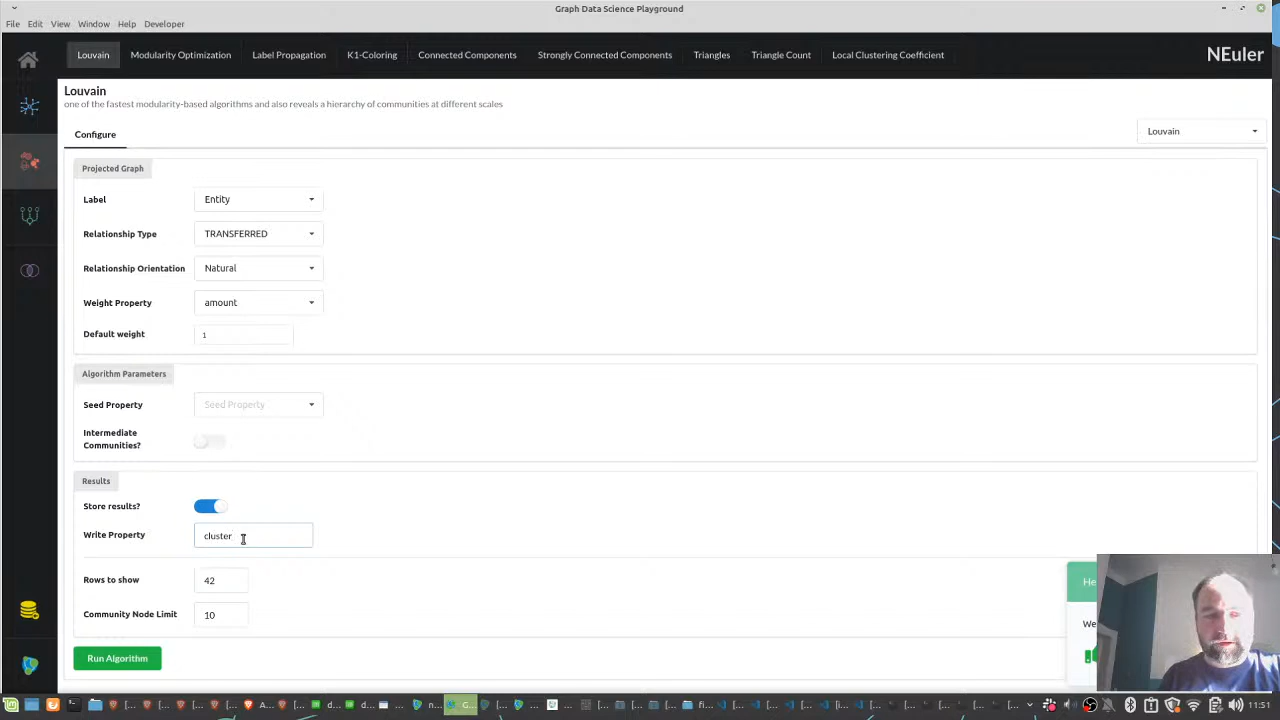 Graph Data Science Playground
File Edit View Window Help Developer
Louvain Modularity Optimization Label Propagation K1-Coloring Connected Components Strongly Connected Components Triangles Triangle Count Local Clustering Coefficient NEuler
Louvain
one of the fastest modularity-based algorithms and also reveals a hierarchy of communities at different scales
Configure
Louvain
Projected Graph
Label Entity
Relationship Type TRANSFERRED
Relationship Orientation Natural
Weight Property amount
Default weight 1
Algorithm Parameters
Seed Property Seed Property
Intermediate
Communities?
Results
Store results?
Write Property cluster
Rows to show 42
Community Node Limit 10
He
We
Run Algorithm
11:51